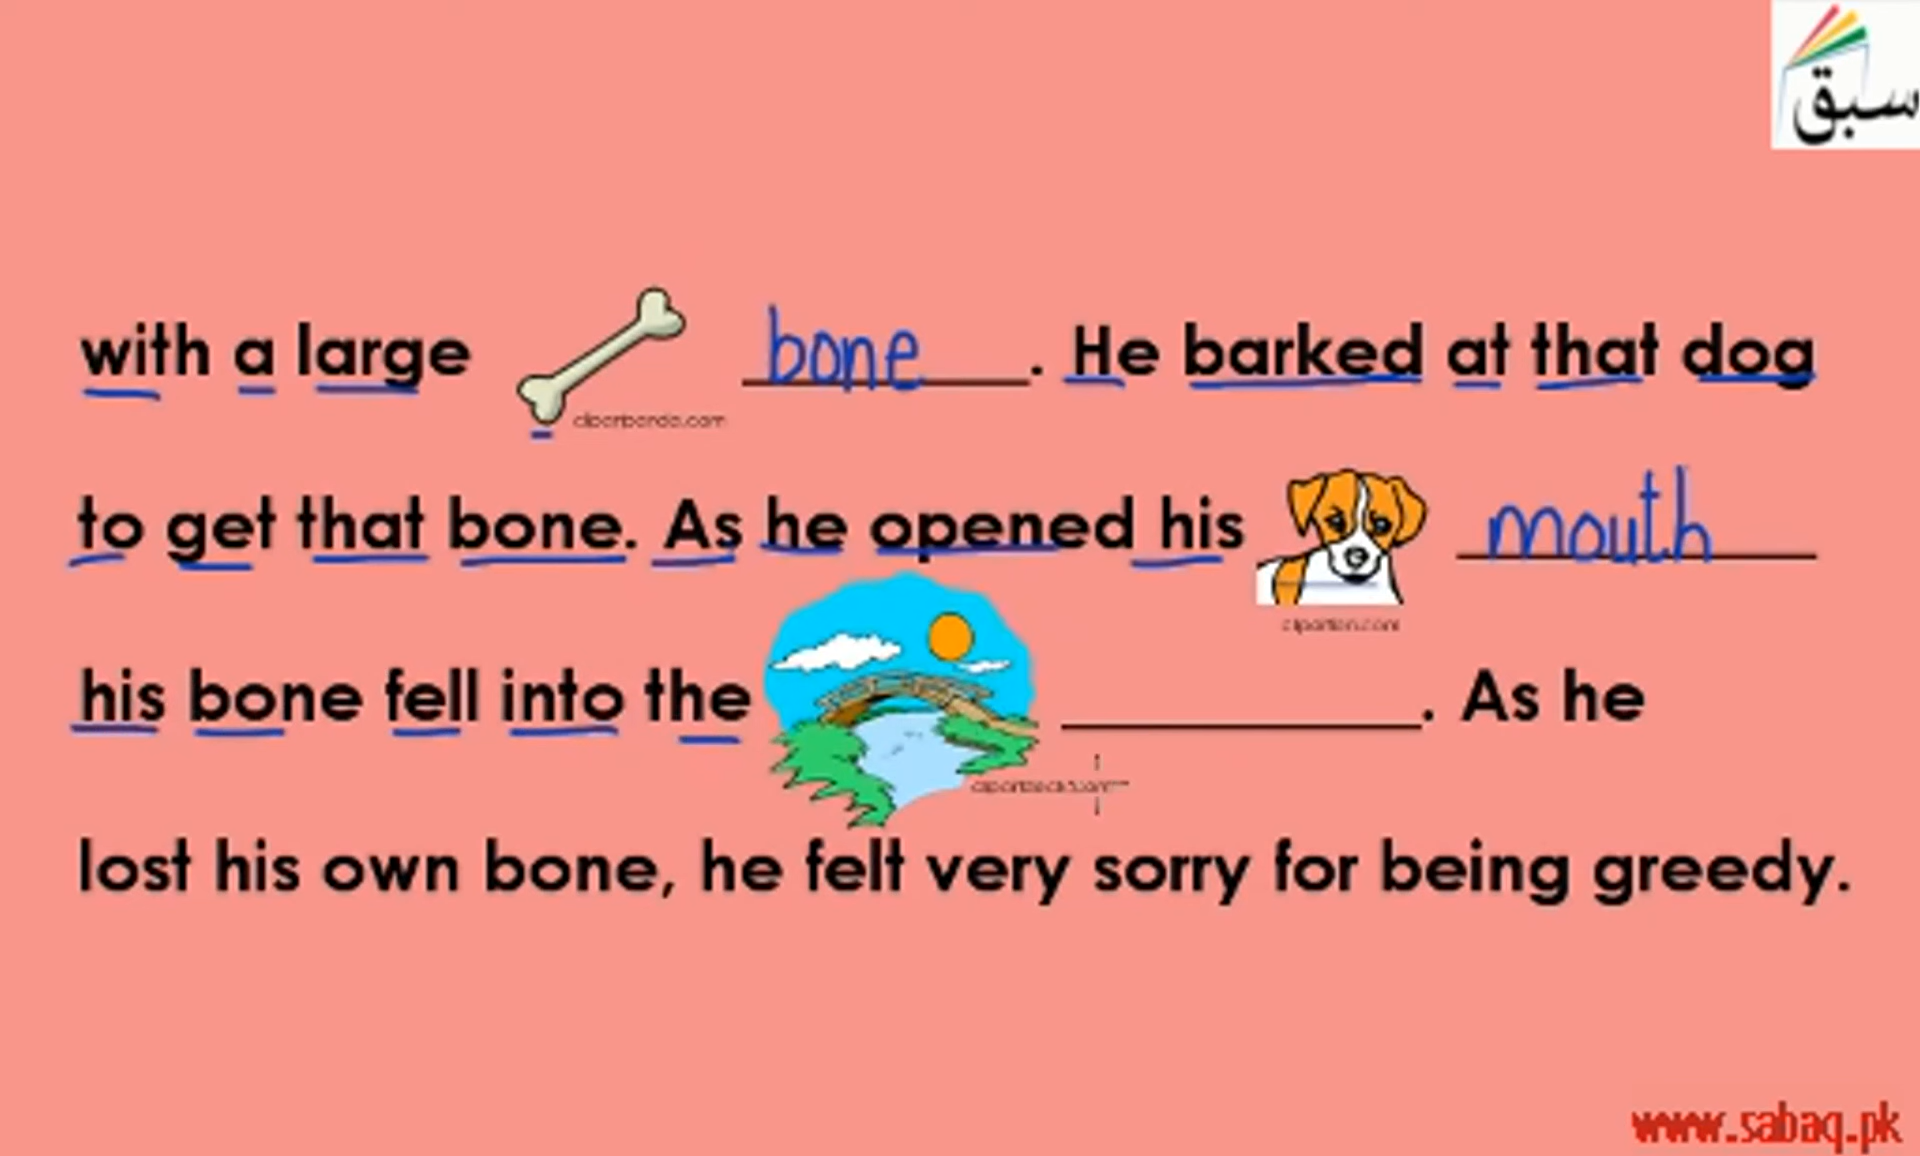 سبق
with a large bone. He barked at that dog
clipartpanda.com
to get that bone. As he opened his mouth
his bone fell into the ________. As he
lost his own bone, he felt very sorry for being greedy.
www.sabaq.pk